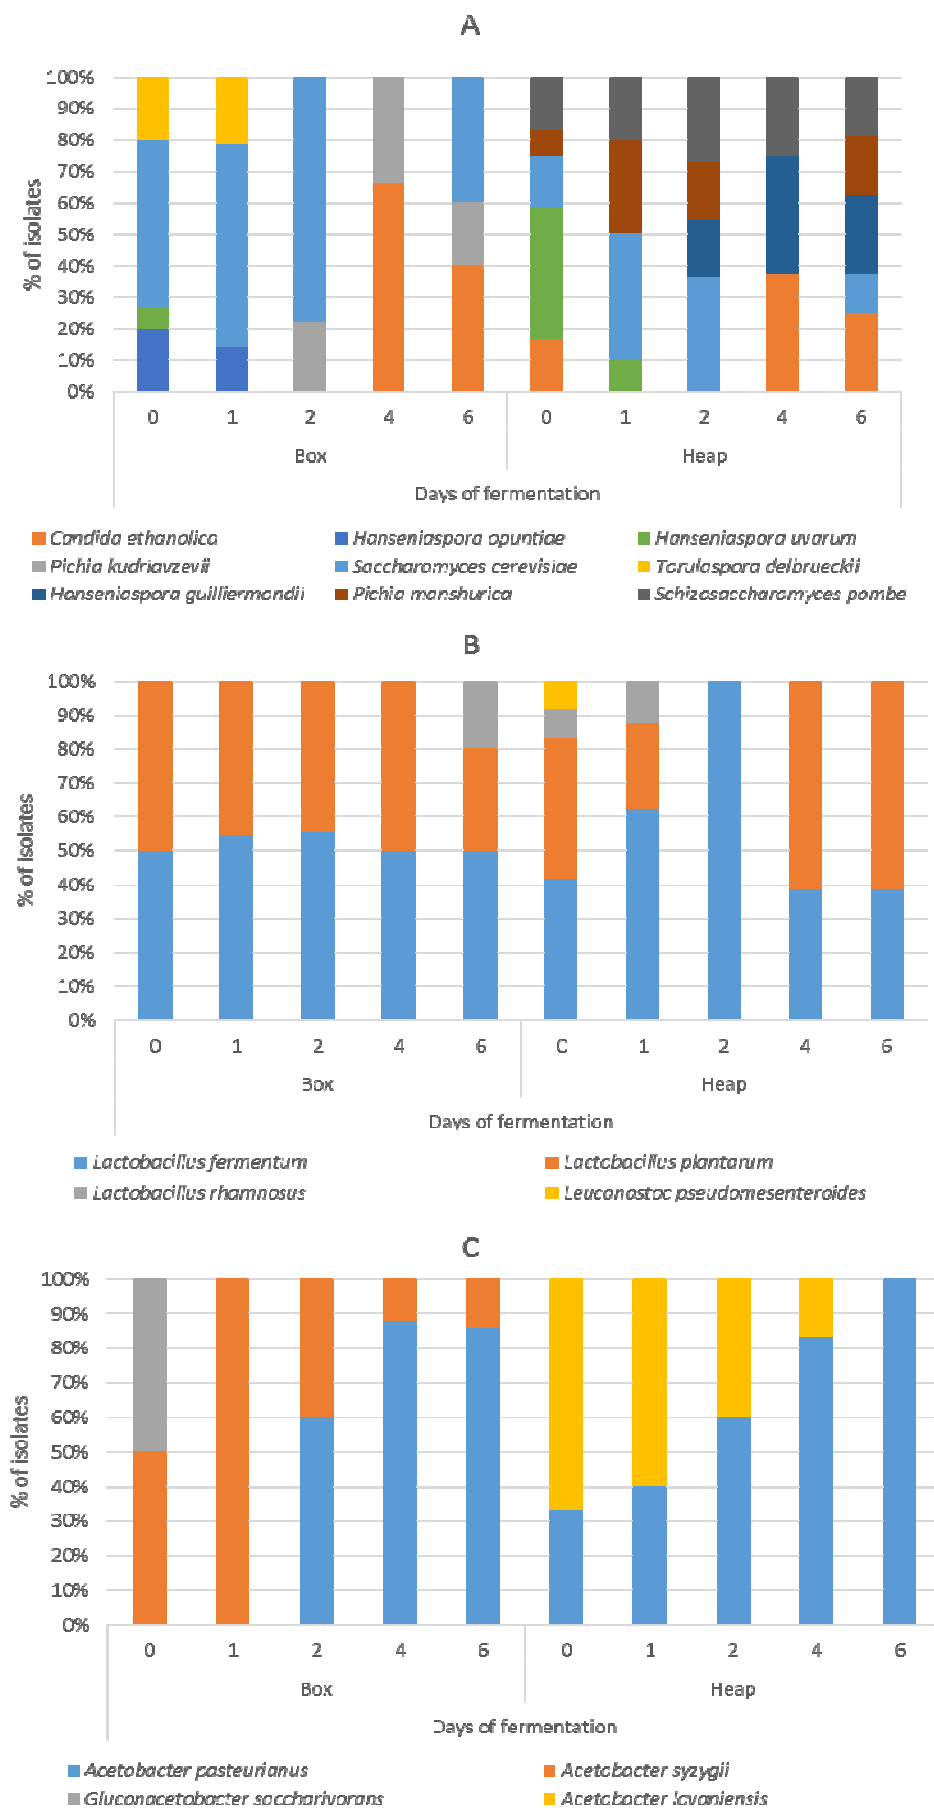 A
100%
90%
80%
70%
60%
50%
40%
30%
20%
10%
0%
% of isolates
0 1 2 4 6 0 1 2 4 6
Box Heap
Days of fermentation
Candida ethanolica Hanseniaspora opuntiae Hanseniaspora uvarum
Pichia kudriavzevii Saccharomyces cerevisiae Torulaspora delbrueckii
Hanseniaspora guilliermondii Pichia manshurica Schizosaccharomyces pombe
B
100%
90%
80%
70%
60%
50%
40%
30%
20%
10%
0%
% of isolates
0 1 2 4 6 0 1 2 4 6
Box Heap
Days of fermentation
Lactobacillus fermentum Lactobacillus plantarum
Lactobacillus rhamnosus Leuconostoc pseudomesenteroides
C
100%
90%
80%
70%
60%
50%
40%
30%
20%
10%
0%
% of isolates
0 1 2 4 6 0 1 2 4 6
Box Heap
Days of fermentation
Acetobacter pasteurianus Acetobacter syzygii
Gluconacetobacter saccharivorans Acetobacter lovaniensis